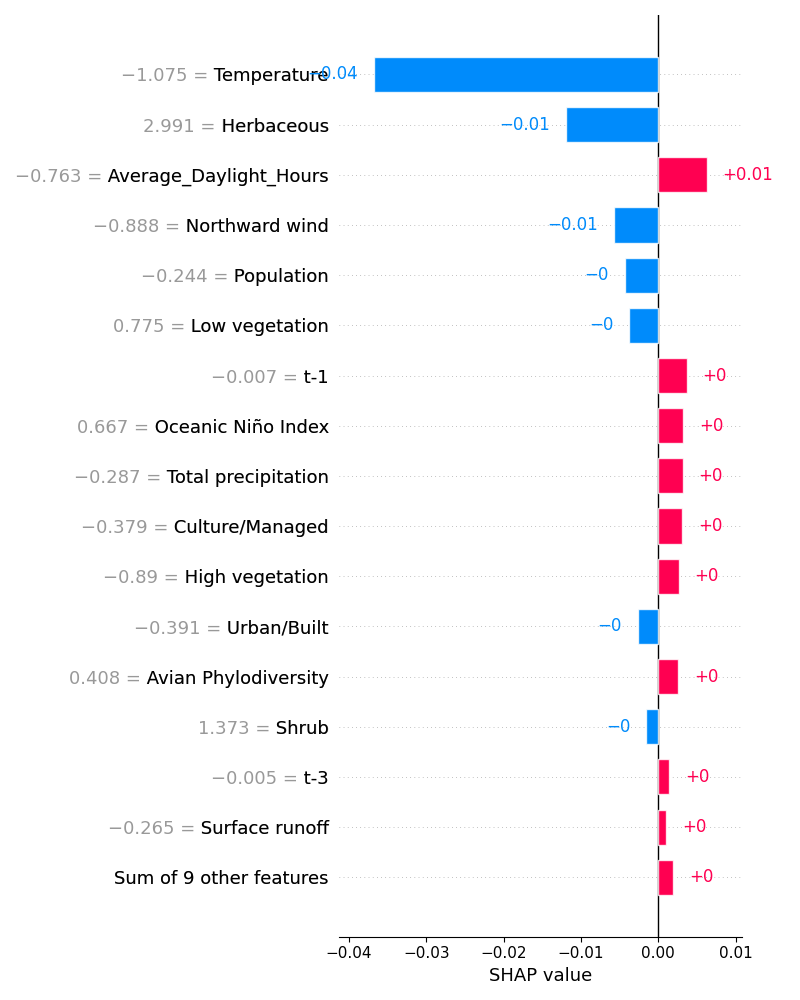 −1.075 = Temperature −0.04
2.991 = Herbaceous −0.01
−0.763 = Average_Daylight_Hours +0.01
−0.888 = Northward wind −0.01
−0.244 = Population −0
0.775 = Low vegetation −0
−0.007 = t-1 +0
0.667 = Oceanic Niño Index +0
−0.287 = Total precipitation +0
−0.379 = Culture/Managed +0
−0.89 = High vegetation +0
−0.391 = Urban/Built −0
0.408 = Avian Phylodiversity +0
1.373 = Shrub −0
−0.005 = t-3 +0
−0.265 = Surface runoff +0
Sum of 9 other features +0
−0.04 −0.03 −0.02 −0.01 0.00 0.01
SHAP value